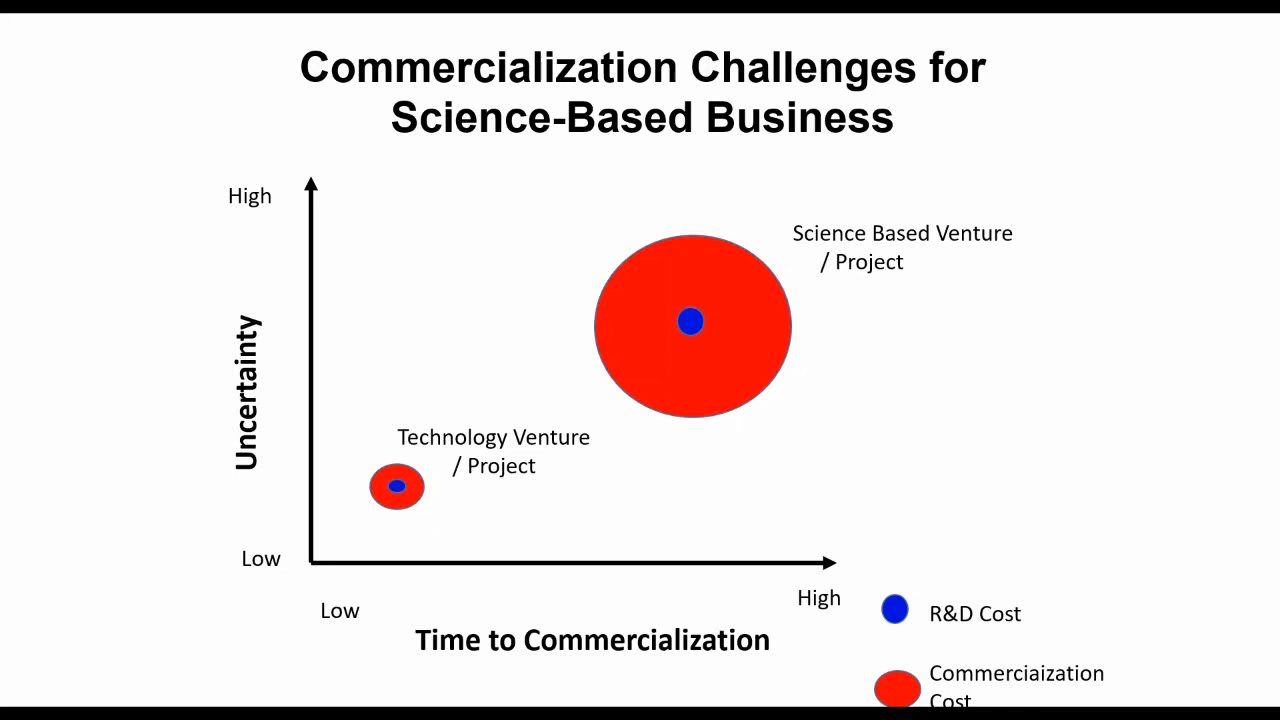 Commercialization Challenges for
Science-Based Business
High
Science Based Venture
/ Project
Uncertainty
Technology Venture
/ Project
Low
High
Low
Time to Commercialization
R&D Cost
Commerciaization
Cost